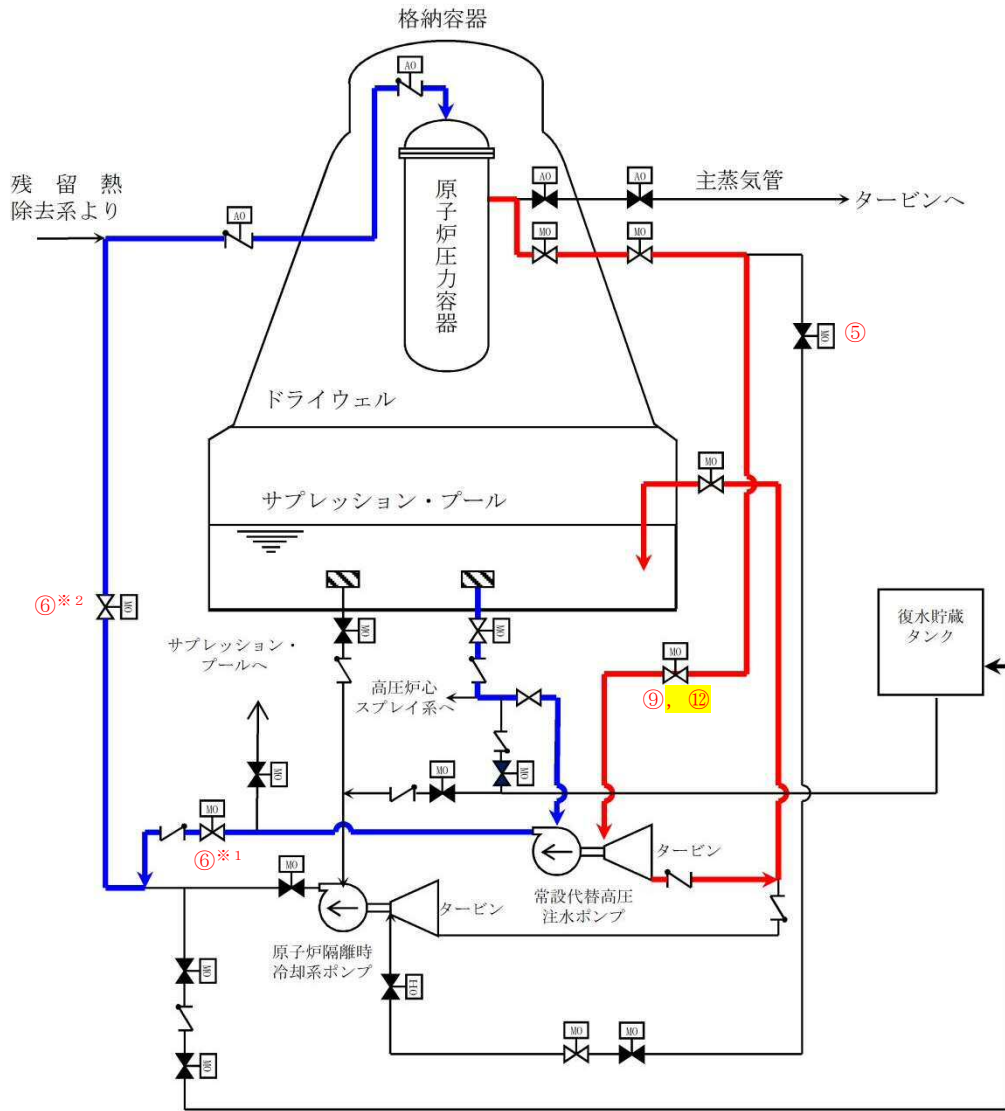 格納容器
AO
AO
残留熱
除去系より
AO
原子炉圧力容器
AO
AO
主蒸気管
タービンへ
MO
MO
MO
⑤
ドライウェル
サプレッション・プール
MO
⑥※2
MO
サプレッション・
プールへ
MO
MO
高圧炉心
スプレイ系へ
MO
⑨, ⑫
復水貯蔵
タンク
MO
MO
MO
MO
⑥※1
タービン
常設代替高圧
注水ポンプ
MO
タービン
原子炉隔離時
冷却系ポンプ
MO
HO
MO
MO
MO